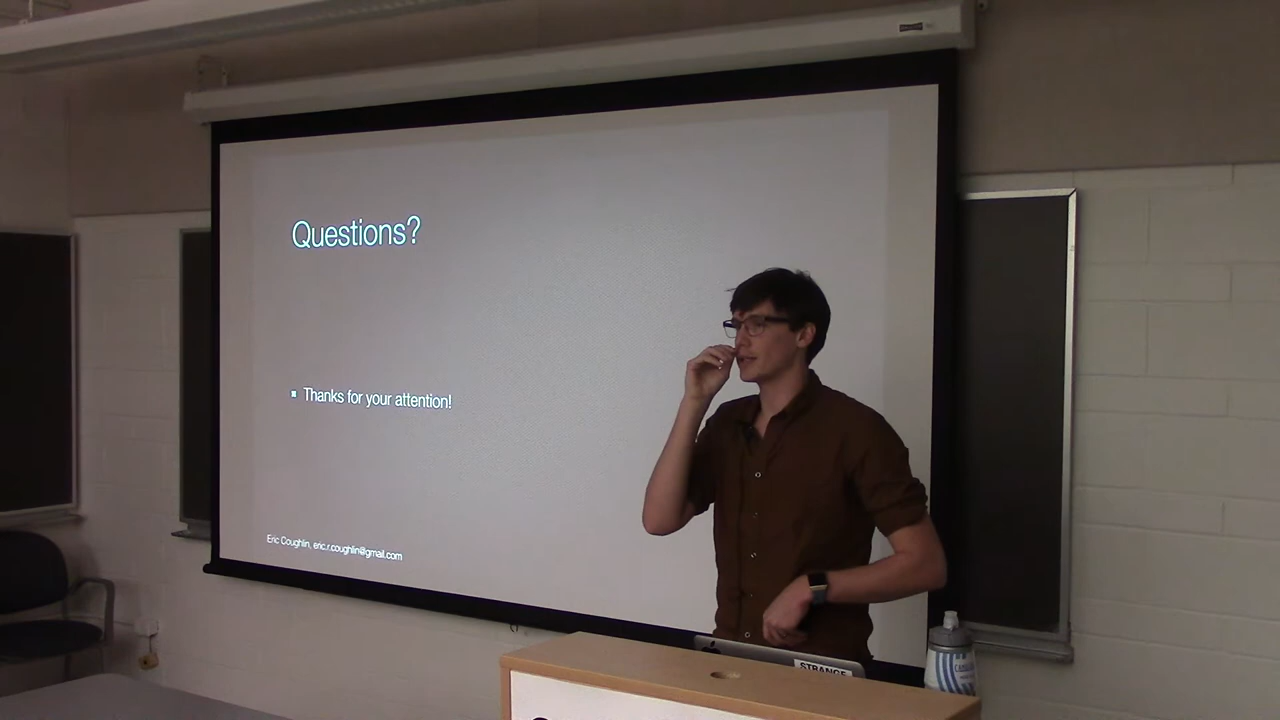 Questions?
Thanks for your attention!
Eric Coughlin, eric.r.coughlin@gmail.com
STRANGE